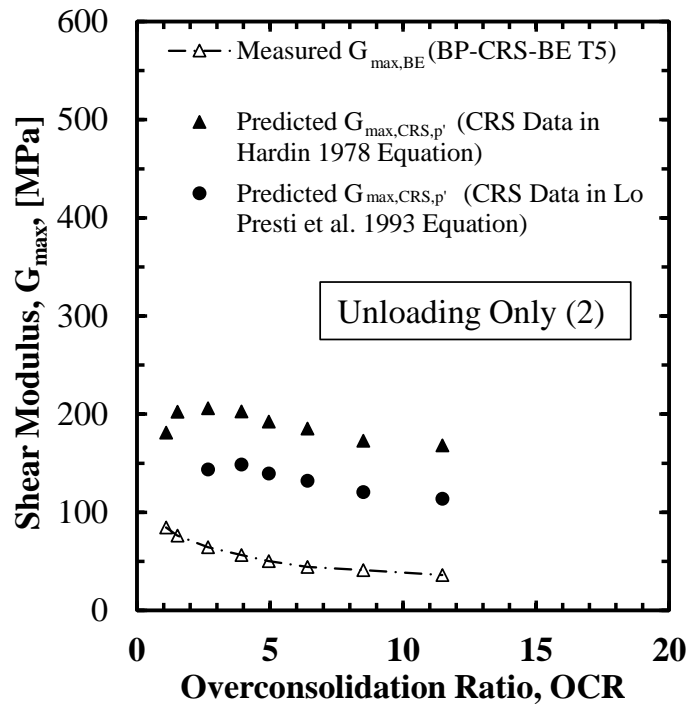 600
500
400
300
200
100
0
Shear Modulus, Gmax, [MPa]
Measured Gmax,BE (BP-CRS-BE T5)
Predicted Gmax,CRS,p' (CRS Data in
Hardin 1978 Equation)
Predicted Gmax,CRS,p' (CRS Data in Lo
Presti et al. 1993 Equation)
Unloading Only (2)
0
5
10
15
20
Overconsolidation Ratio, OCR